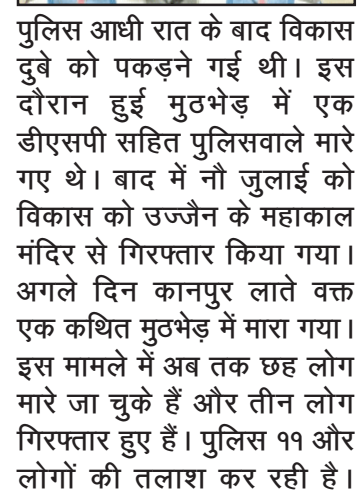 पुलिस आधी रात के बाद विकास
दुबे को पकड़ने गई थी। इस
दौरान हुई मुठभेड़ में एक
डीएसपी सहित पुलिसवाले मारे
गए थे। बाद में नौ जुलाई को
विकास को उज्जैन के महाकाल
मंदिर से गिरफ्तार किया गया।
अगले दिन कानपुर लाते वक्त
एक कथित मुठभेड़ में मारा गया।
इस मामले में अब तक छह लोग
मारे जा चुके हैं और तीन लोग
गिरफ्तार हुए हैं। पुलिस ११ और
लोगों की तलाश कर रही है।